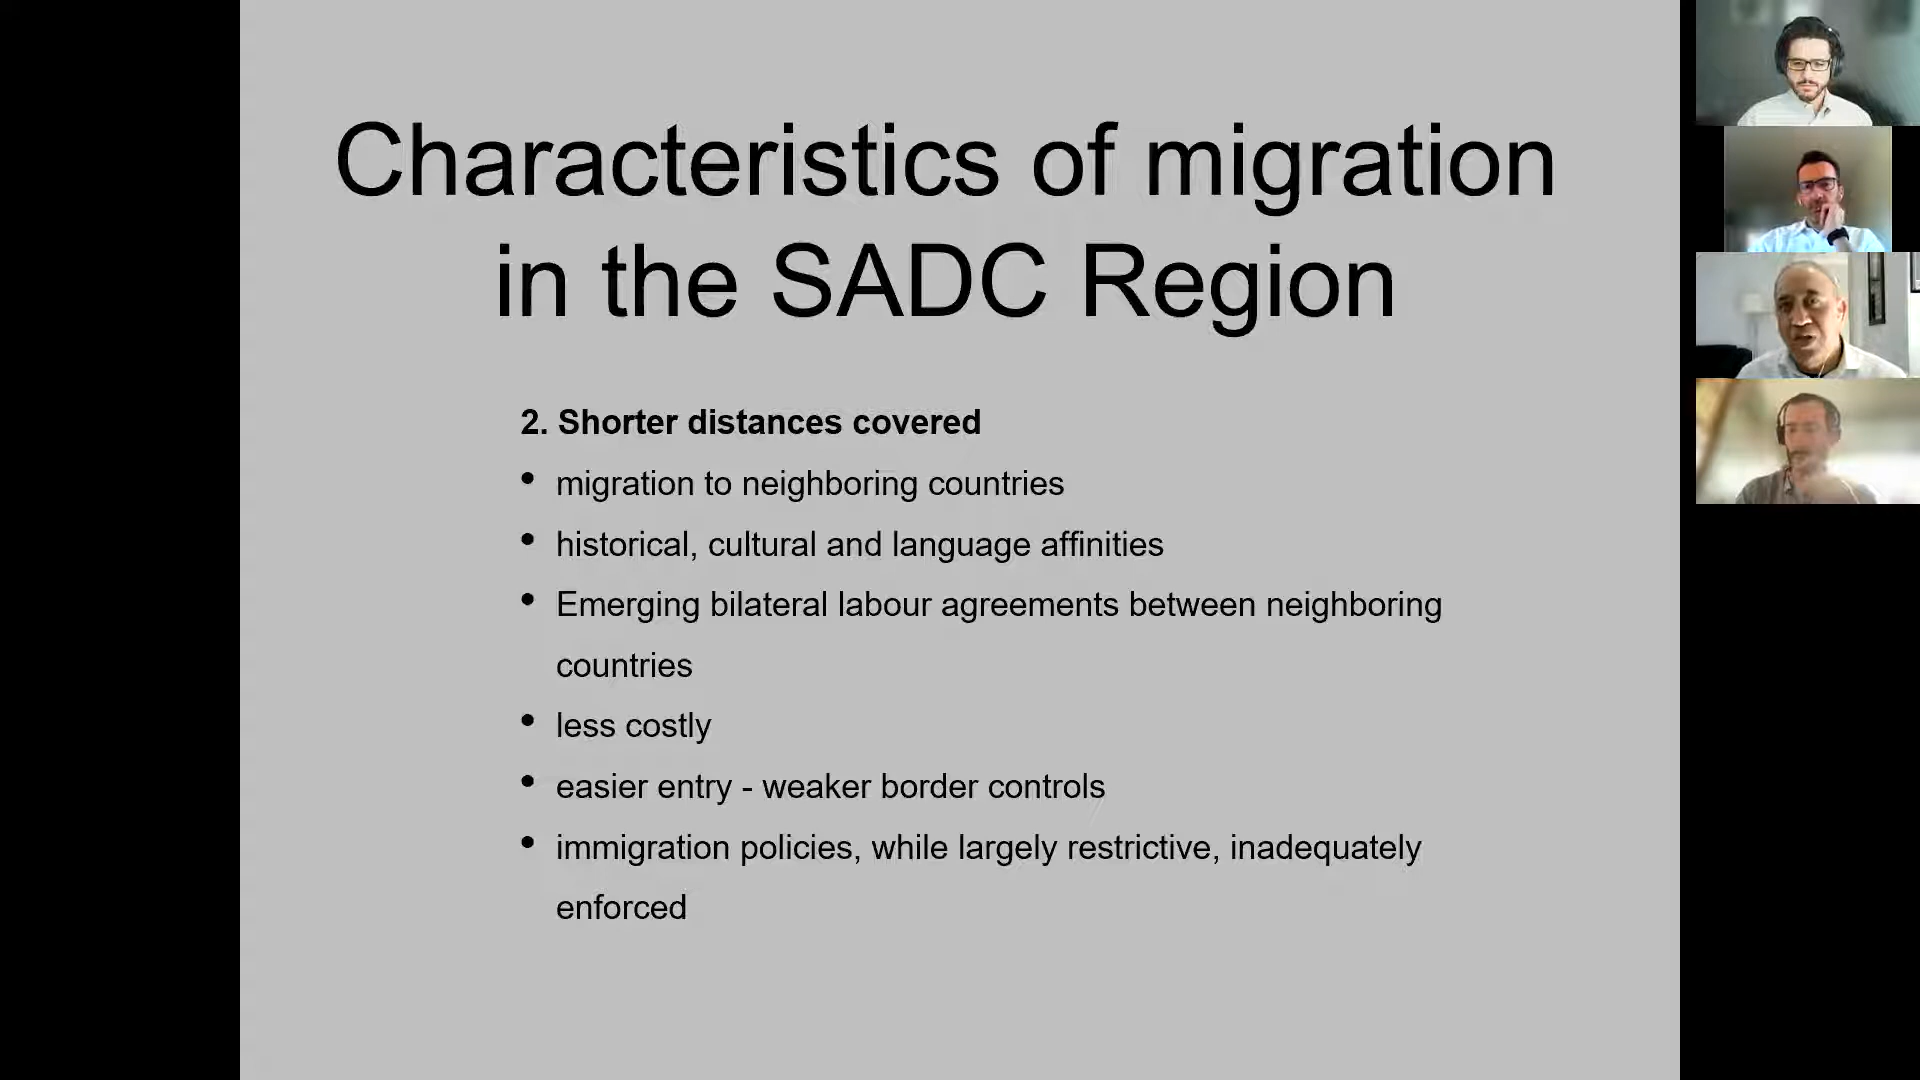 Characteristics of migration
in the SADC Region
2. Shorter distances covered
• migration to neighboring countries
• historical, cultural and language affinities
• Emerging bilateral labour agreements between neighboring
countries
• less costly
• easier entry - weaker border controls
• immigration policies, while largely restrictive, inadequately
enforced